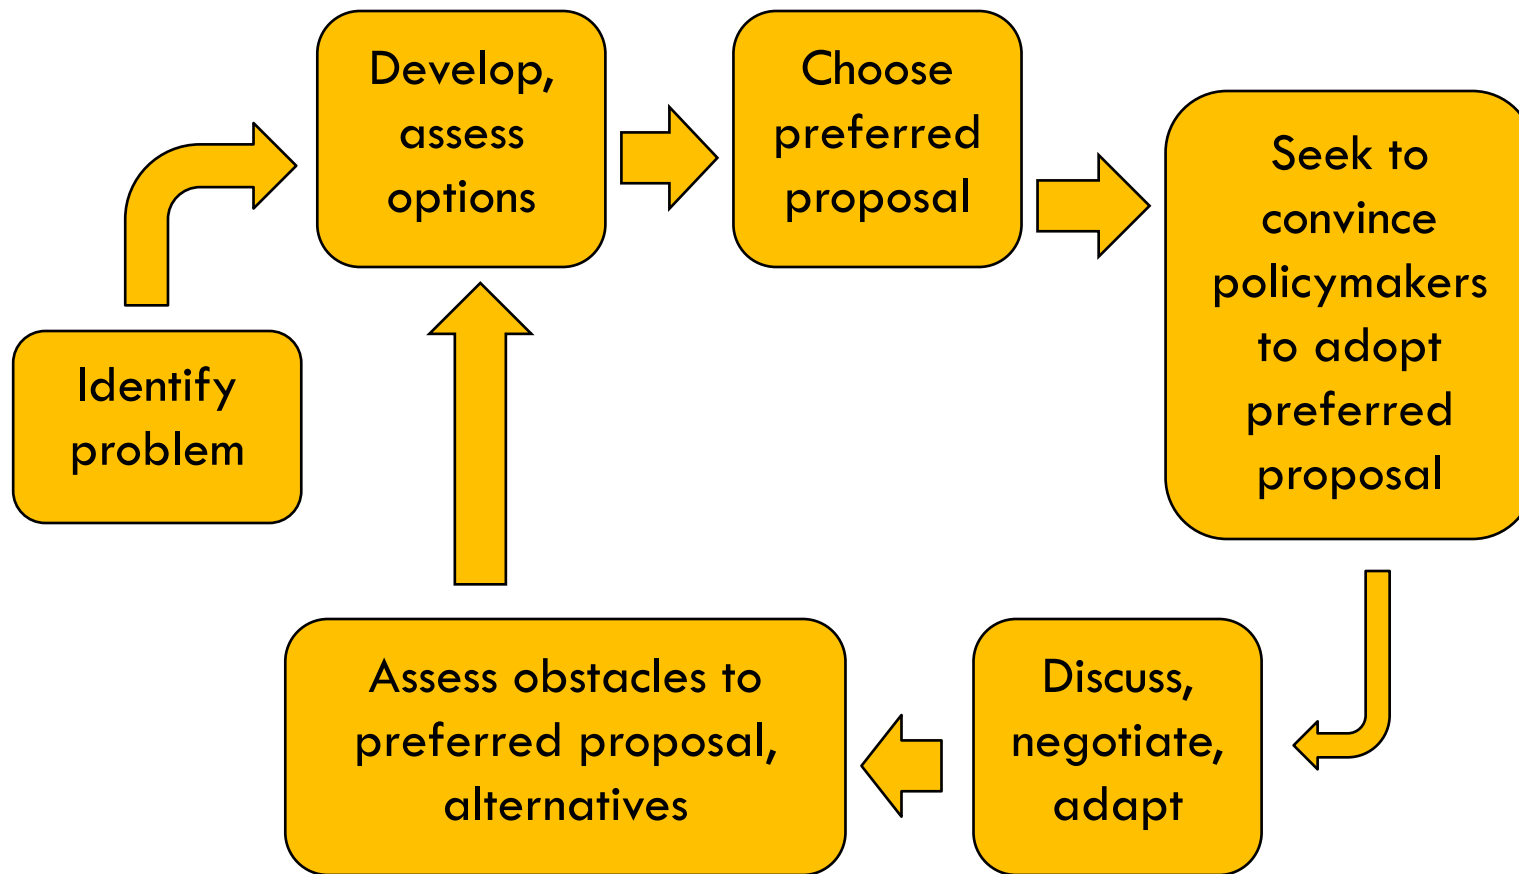 Identify
problem
Develop,
assess
options
Choose
preferred
proposal
Seek to
convince
policymakers
to adopt
preferred
proposal
Discuss,
negotiate,
adapt
Assess obstacles to
preferred proposal,
alternatives